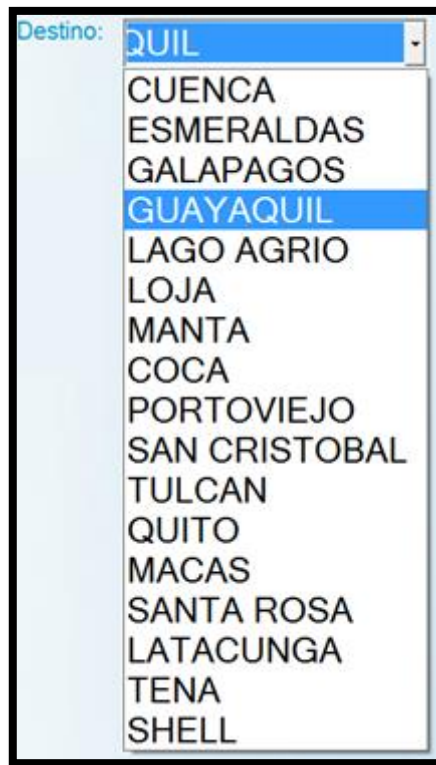 Destino: QUIL
CUENCA
ESMERALDAS
GALAPAGOS
GUAYAQUIL
LAGO AGRIO
LOJA
MANTA
COCA
PORTOVIEJO
SAN CRISTOBAL
TULCAN
QUITO
MACAS
SANTA ROSA
LATACUNGA
TENA
SHELL